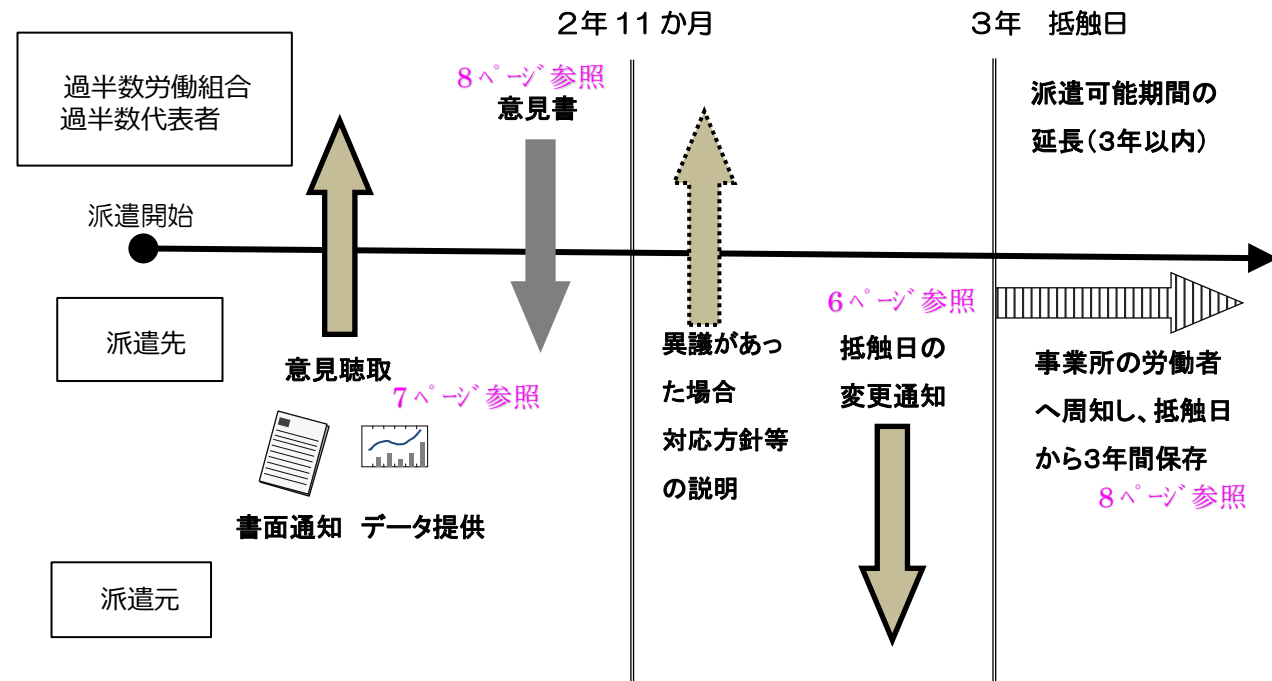 2年11か月
3年　抵触日
過半数労働組合
過半数代表者
8ページ参照
意見書
派遣可能期間の
延長(3年以内)
派遣開始
派遣先
意見聴取
7ページ参照
書面通知　データ提供
異議があっ
た場合
対応方針等
の説明
6ページ参照
抵触日の
変更通知
事業所の労働者
へ周知し、抵触日
から3年間保存
8ページ参照
派遣元